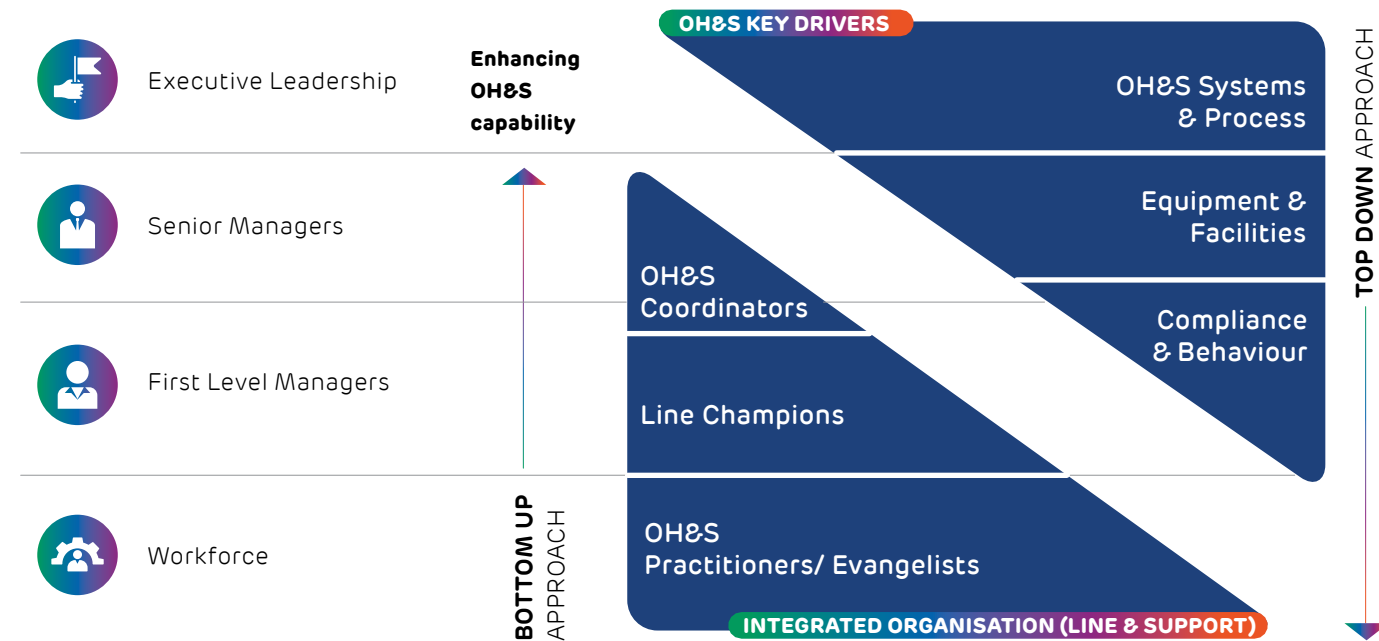 OH&S KEY DRIVERS
Executive Leadership
Enhancing
OH&S
capability
OH&S Systems
& Process
TOP DOWN APPROACH
Senior Managers
Equipment &
Facilities
OH&S
Coordinators
Compliance
& Behaviour
First Level Managers
Line Champions
BOTTOM UP
APPROACH
Workforce
OH&S
Practitioners/ Evangelists
INTEGRATED ORGANISATION (LINE & SUPPORT)